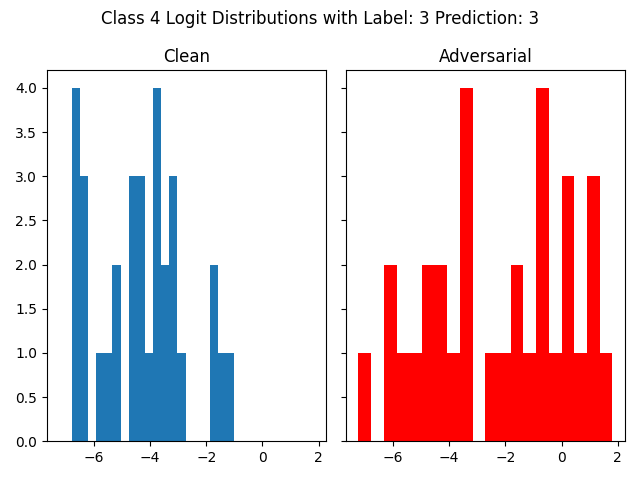 Class 4 Logit Distributions with Label: 3 Prediction: 3
Clean
Adversarial
4.0
3.5
3.0
2.5
2.0
1.5
1.0
0.5
0.0
−6 −4 −2 0 2
−6 −4 −2 0 2